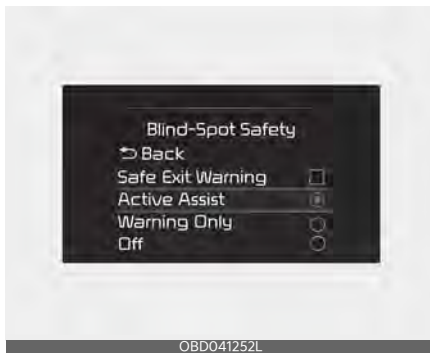 Blind-Spot Safety
Back
Safe Exit Warning
Active Assist
Warning Only
Off
OBD041252L